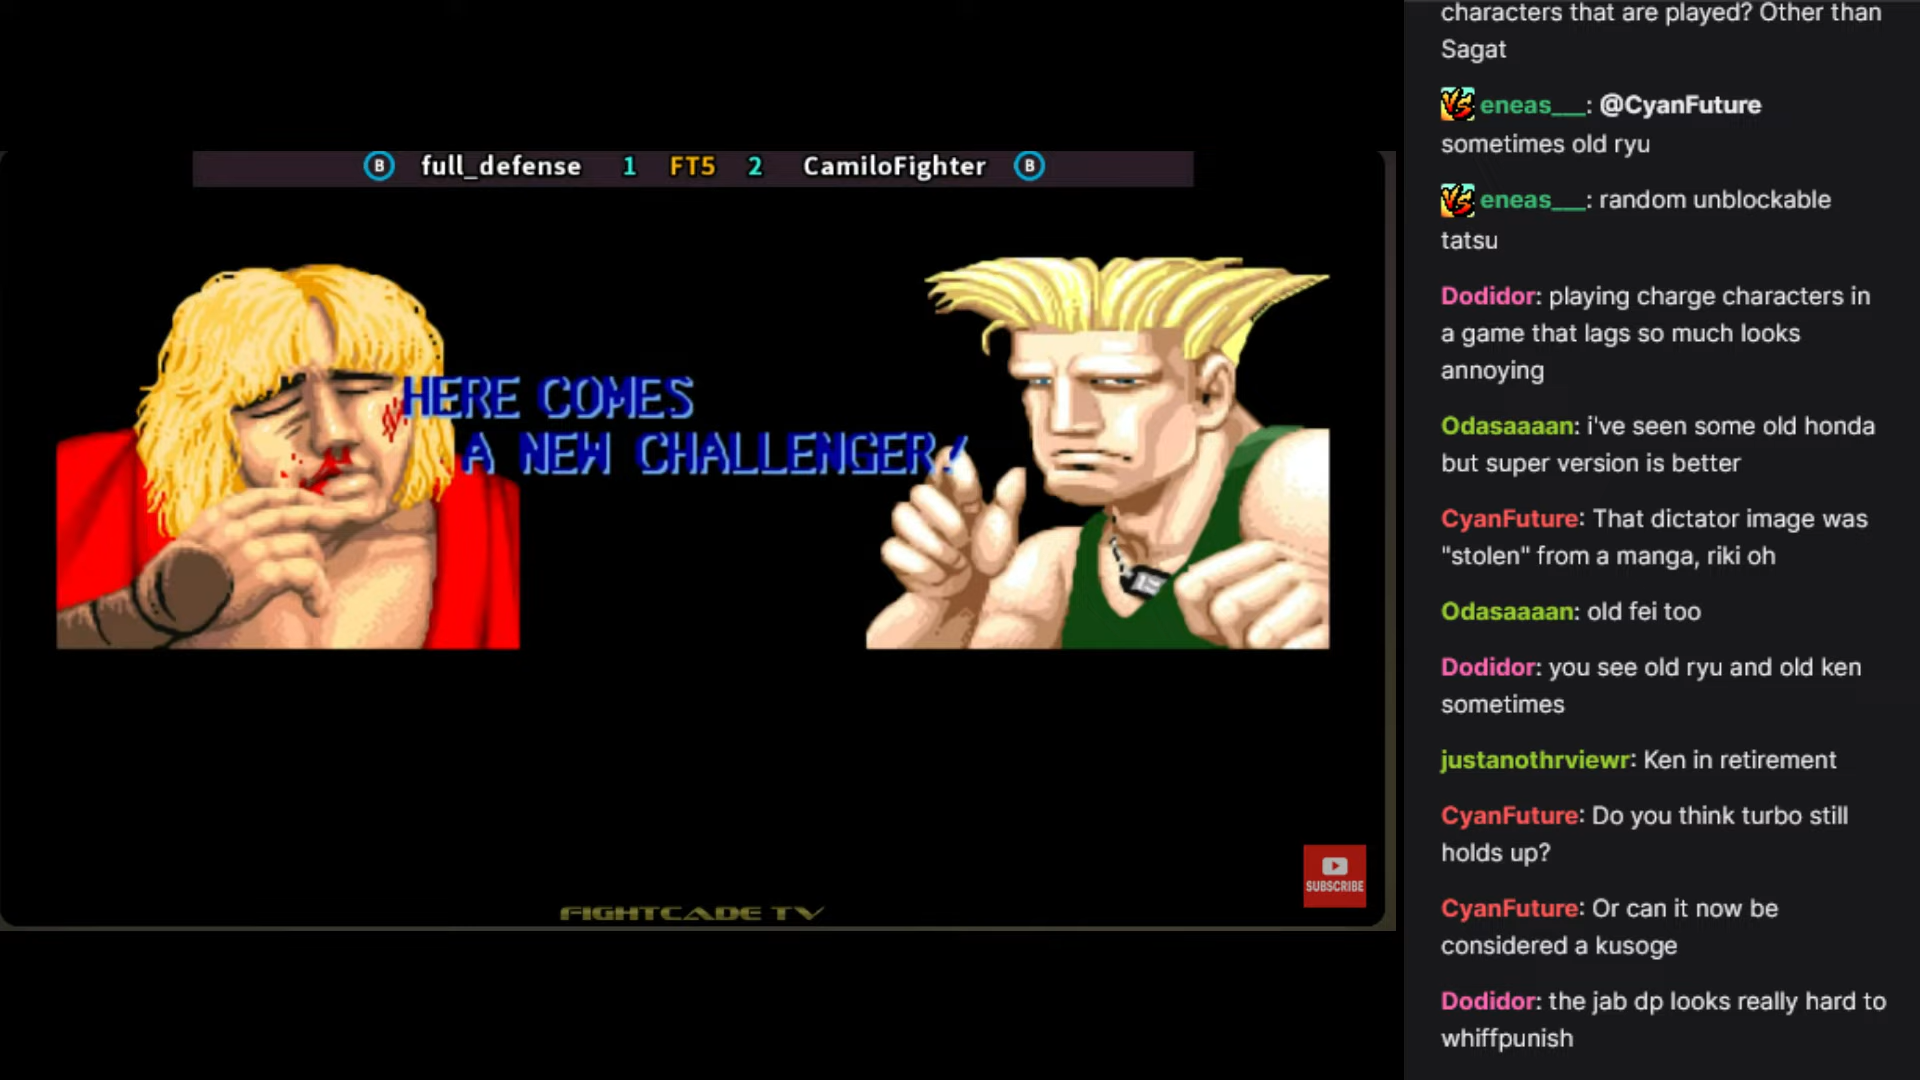 B full_defense 1 FT5 2 CamiloFighter B
HERE COMES
A NEW CHALLENGER!
SUBSCRIBE
FIGHTCADE TV
characters that are played? Other than
Sagat
eneas___: @CyanFuture
sometimes old ryu
eneas___: random unblockable
tatsu
Dodidor: playing charge characters in
a game that lags so much looks
annoying
Odasaaaan: i've seen some old honda
but super version is better
CyanFuture: That dictator image was
"stolen" from a manga, riki oh
Odasaaaan: old fei too
Dodidor: you see old ryu and old ken
sometimes
justanothrviewr: Ken in retirement
CyanFuture: Do you think turbo still
holds up?
CyanFuture: Or can it now be
considered a kusoge
Dodidor: the jab dp looks really hard to
whiffpunish